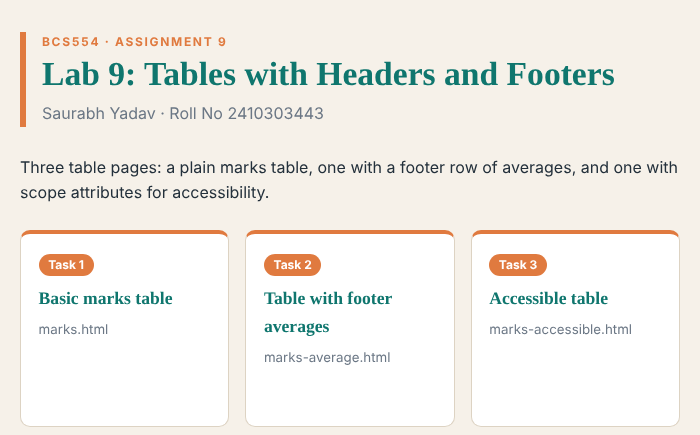 BCS554 · ASSIGNMENT 9
Lab 9: Tables with Headers and Footers
Saurabh Yadav · Roll No 2410303443
Three table pages: a plain marks table, one with a footer row of averages, and one with
scope attributes for accessibility.
Task 1
Basic marks table
marks.html
Task 2
Table with footer
averages
marks-average.html
Task 3
Accessible table
marks-accessible.html